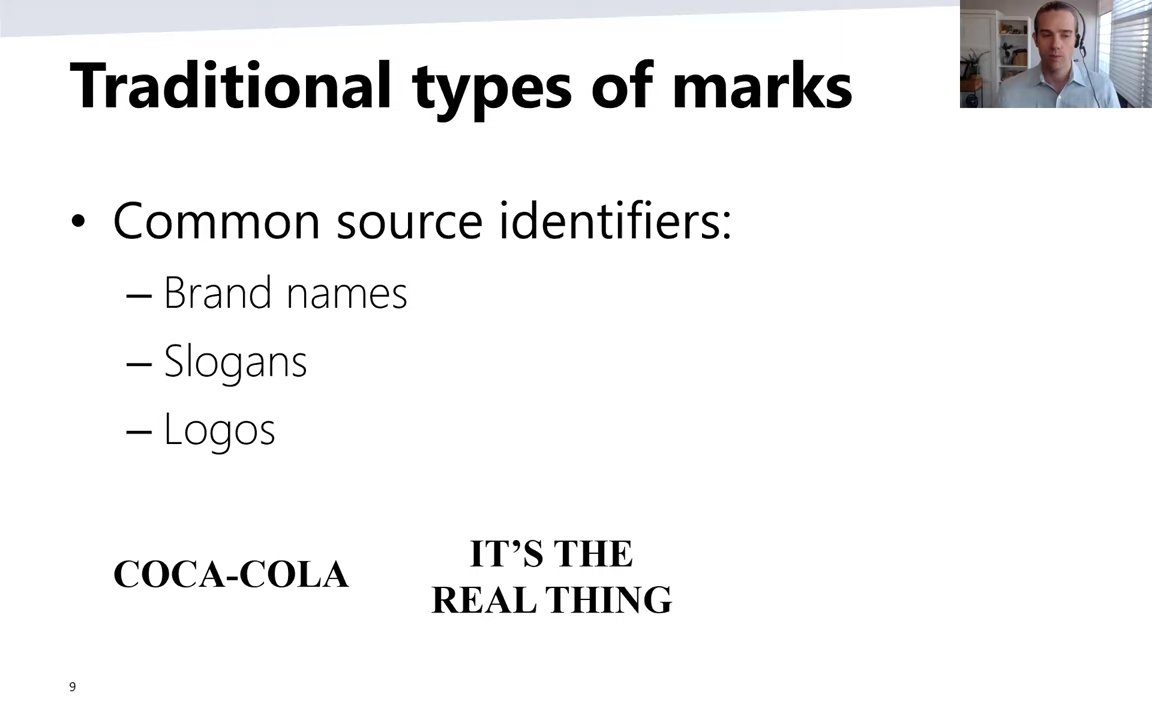 Traditional types of marks
• Common source identifiers:
– Brand names
– Slogans
– Logos
COCA-COLA
IT’S THE
REAL THING
9